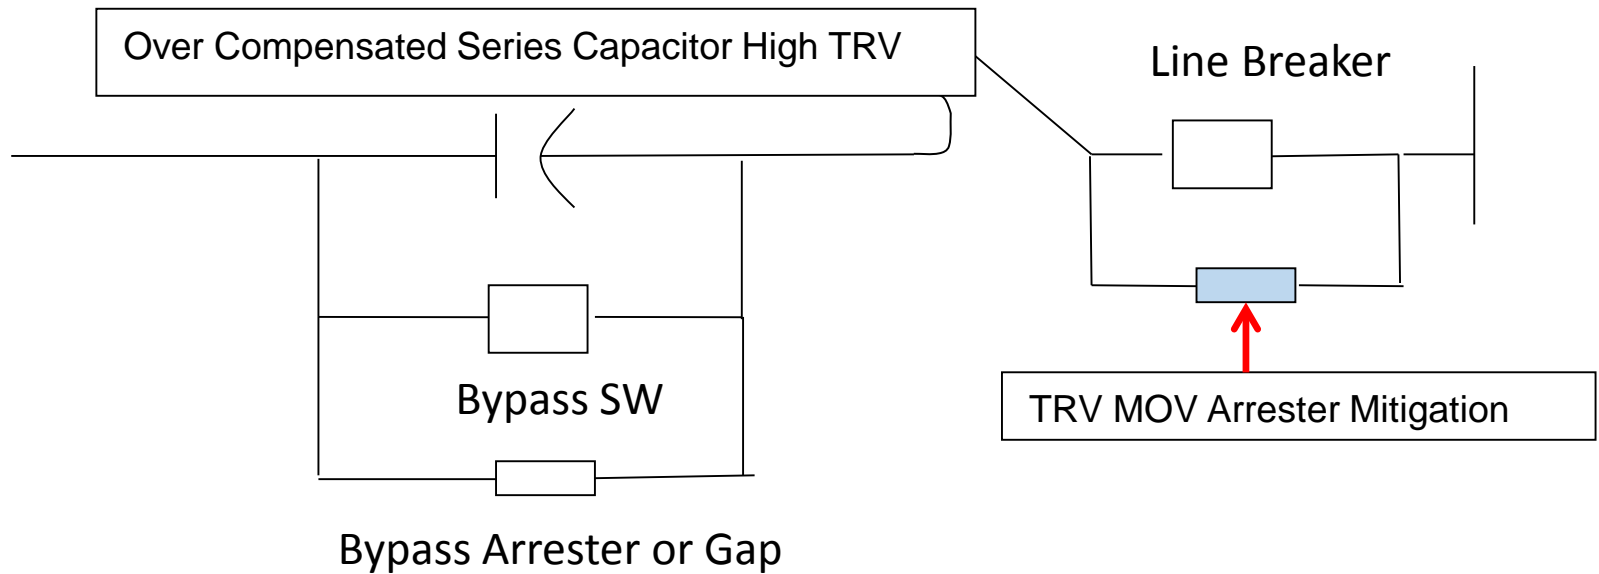 Over Compensated Series Capacitor High TRV
Line Breaker
Bypass SW
TRV MOV Arrester Mitigation
Bypass Arrester or Gap